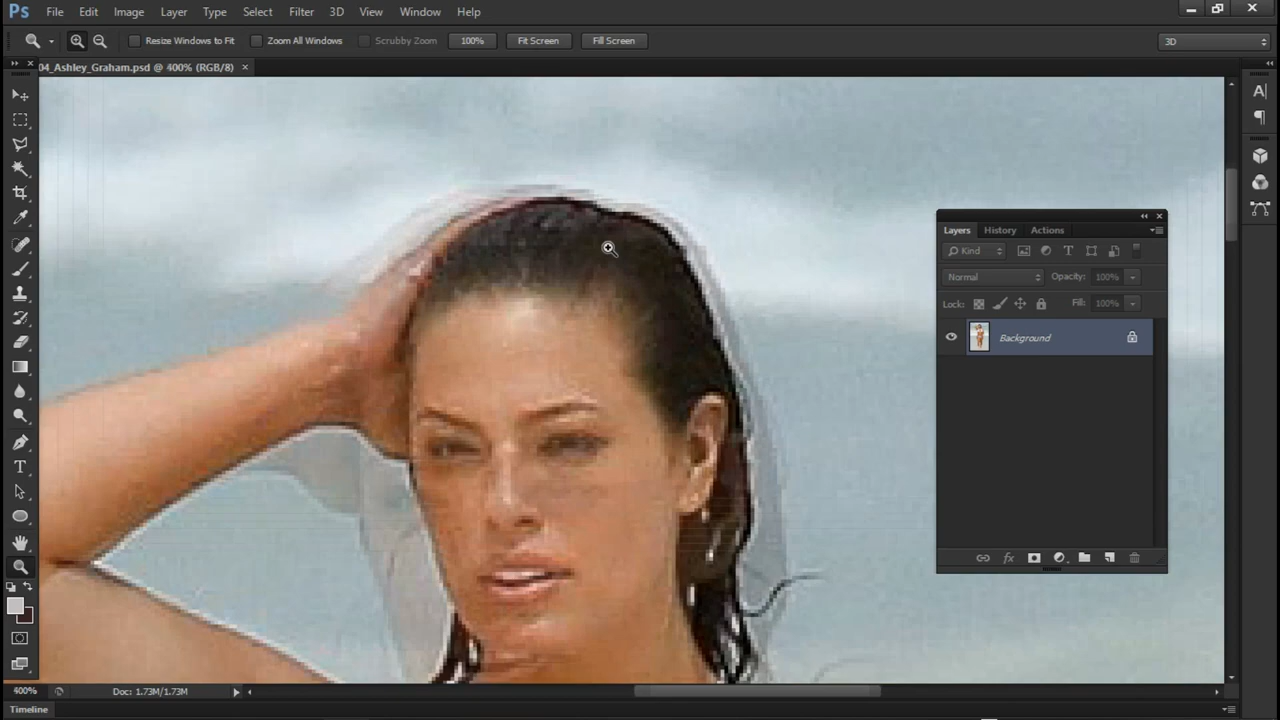 Ps File Edit Image Layer Type Select Filter 3D View Window Help
Resize Windows to Fit Zoom All Windows Scrubby Zoom 100% Fit Screen Fill Screen 3D
04_Ashley_Graham.psd @ 400% (RGB/8) ×
Layers History Actions
Kind
Normal Opacity: 100%
Lock: Fill: 100%
Background
fx
400% Doc: 1.73M/1.73M
Timeline